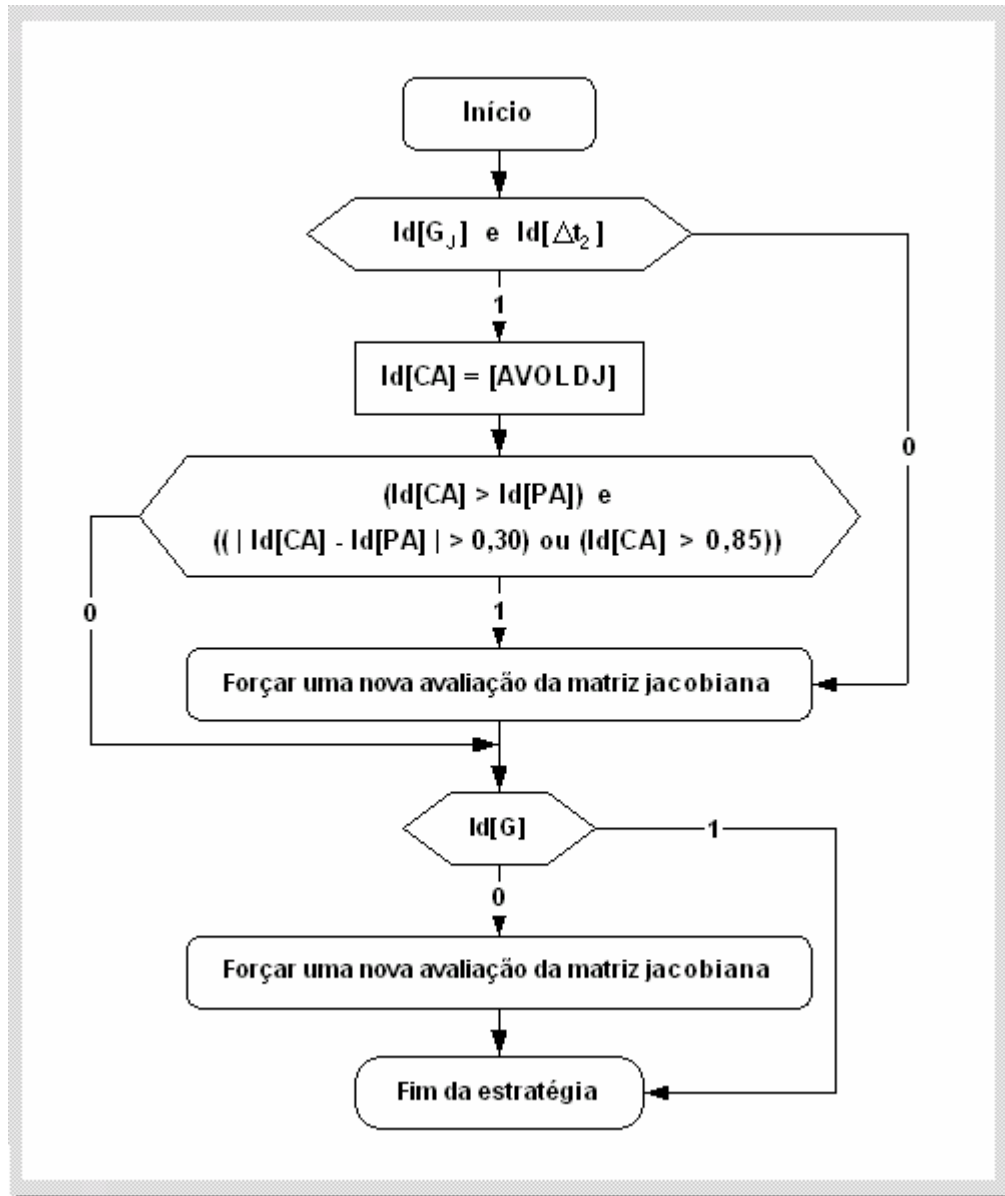 Início
Id[G_J] e Id[△t_2]
1
0
Id[CA] = [AVOLDJ]
(Id[CA] > Id[PA]) e
(( | Id[CA] - Id[PA] | > 0,30) ou (Id[CA] > 0,85))
0
1
Forçar uma nova avaliação da matriz jacobiana
Id[G]
1
0
Forçar uma nova avaliação da matriz jacobiana
Fim da estratégia